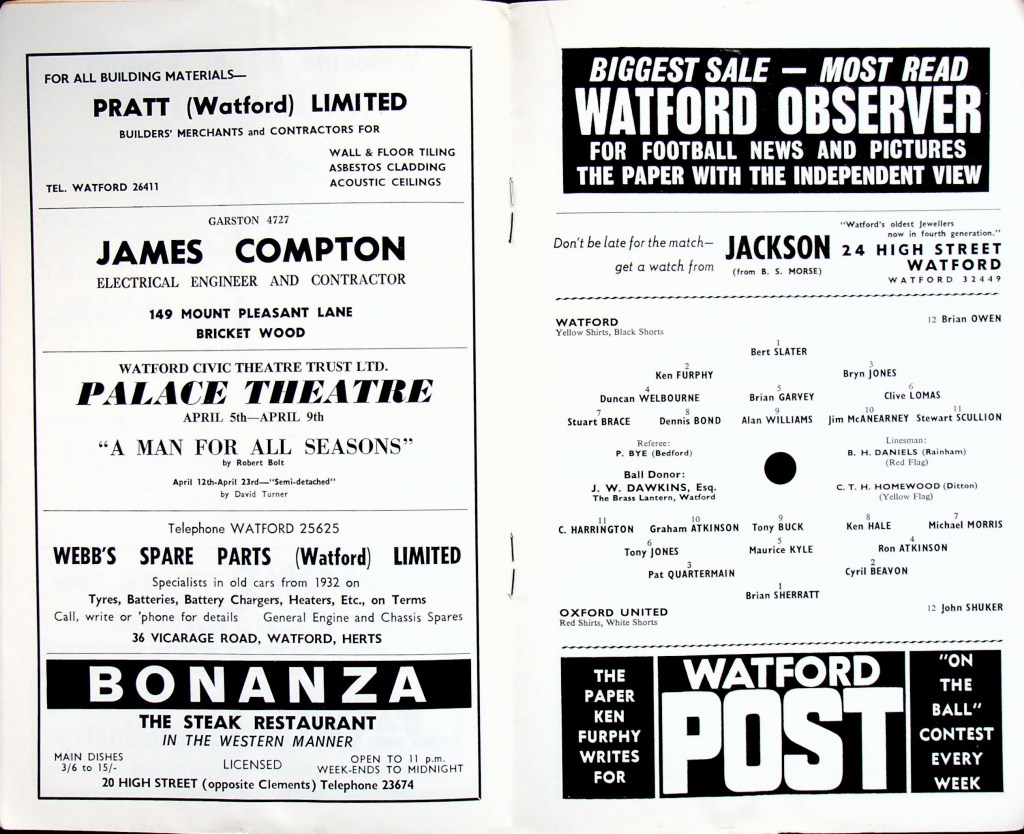 FOR ALL BUILDING MATERIALS—
PRATT (Watford) LIMITED
BUILDERS' MERCHANTS and CONTRACTORS FOR
WALL & FLOOR TILING
ASBESTOS CLADDING
TEL. WATFORD 26411 ACOUSTIC CEILINGS
GARSTON 4727
JAMES COMPTON
ELECTRICAL ENGINEER AND CONTRACTOR
149 MOUNT PLEASANT LANE
BRICKET WOOD
WATFORD CIVIC THEATRE TRUST LTD.
PALACE THEATRE
APRIL 5th—APRIL 9th
"A MAN FOR ALL SEASONS"
by Robert Bolt
April 12th-April 23rd—"Semi-detached"
by David Turner
Telephone WATFORD 25625
WEBB'S SPARE PARTS (Watford) LIMITED
Specialists in old cars from 1932 on
Tyres, Batteries, Battery Chargers, Heaters, Etc., on Terms
Call, write or 'phone for details General Engine and Chassis Spares
36 VICARAGE ROAD, WATFORD, HERTS
BONANZA
THE STEAK RESTAURANT
IN THE WESTERN MANNER
MAIN DISHES
3/6 to 15/-
LICENSED
OPEN TO 11 p.m.
WEEK-ENDS TO MIDNIGHT
20 HIGH STREET (opposite Clements) Telephone 23674
BIGGEST SALE — MOST READ
WATFORD OBSERVER
FOR FOOTBALL NEWS AND PICTURES
THE PAPER WITH THE INDEPENDENT VIEW
Don't be late for the match—
get a watch from
JACKSON
(from B. S. MORSE)
"Watford's oldest Jewellers
now in fourth generation."
24 HIGH STREET
WATFORD
WATFORD 32449
WATFORD 12 Brian OWEN
Yellow Shirts, Black Shorts
1
Bert SLATER
2 3
Ken FURPHY Bryn JONES
4 5 6
Duncan WELBOURNE Brian GARVEY Clive LOMAS
7 8 9 10 11
Stuart BRACE Dennis BOND Alan WILLIAMS Jim McANEARNEY Stewart SCULLION
Referee:
P. BYE (Bedford)
Ball Donor:
J. W. DAWKINS, Esq.
The Brass Lantern, Watford
Linesman:
B. H. DANIELS (Rainham)
(Red Flag)
C. T. H. HOMEWOOD (Ditton)
(Yellow Flag)
11 10 9 8 7
C. HARRINGTON Graham ATKINSON Tony BUCK Ken HALE Michael MORRIS
6 5 4
Tony JONES Maurice KYLE Ron ATKINSON
3 2
Pat QUARTERMAIN Cyril BEAVON
1
Brian SHERRATT
OXFORD UNITED 12 John SHUKER
Red Shirts, White Shorts
THE
PAPER
KEN
FURPHY
WRITES
FOR
WATFORD
POST
"ON
THE
BALL"
CONTEST
EVERY
WEEK